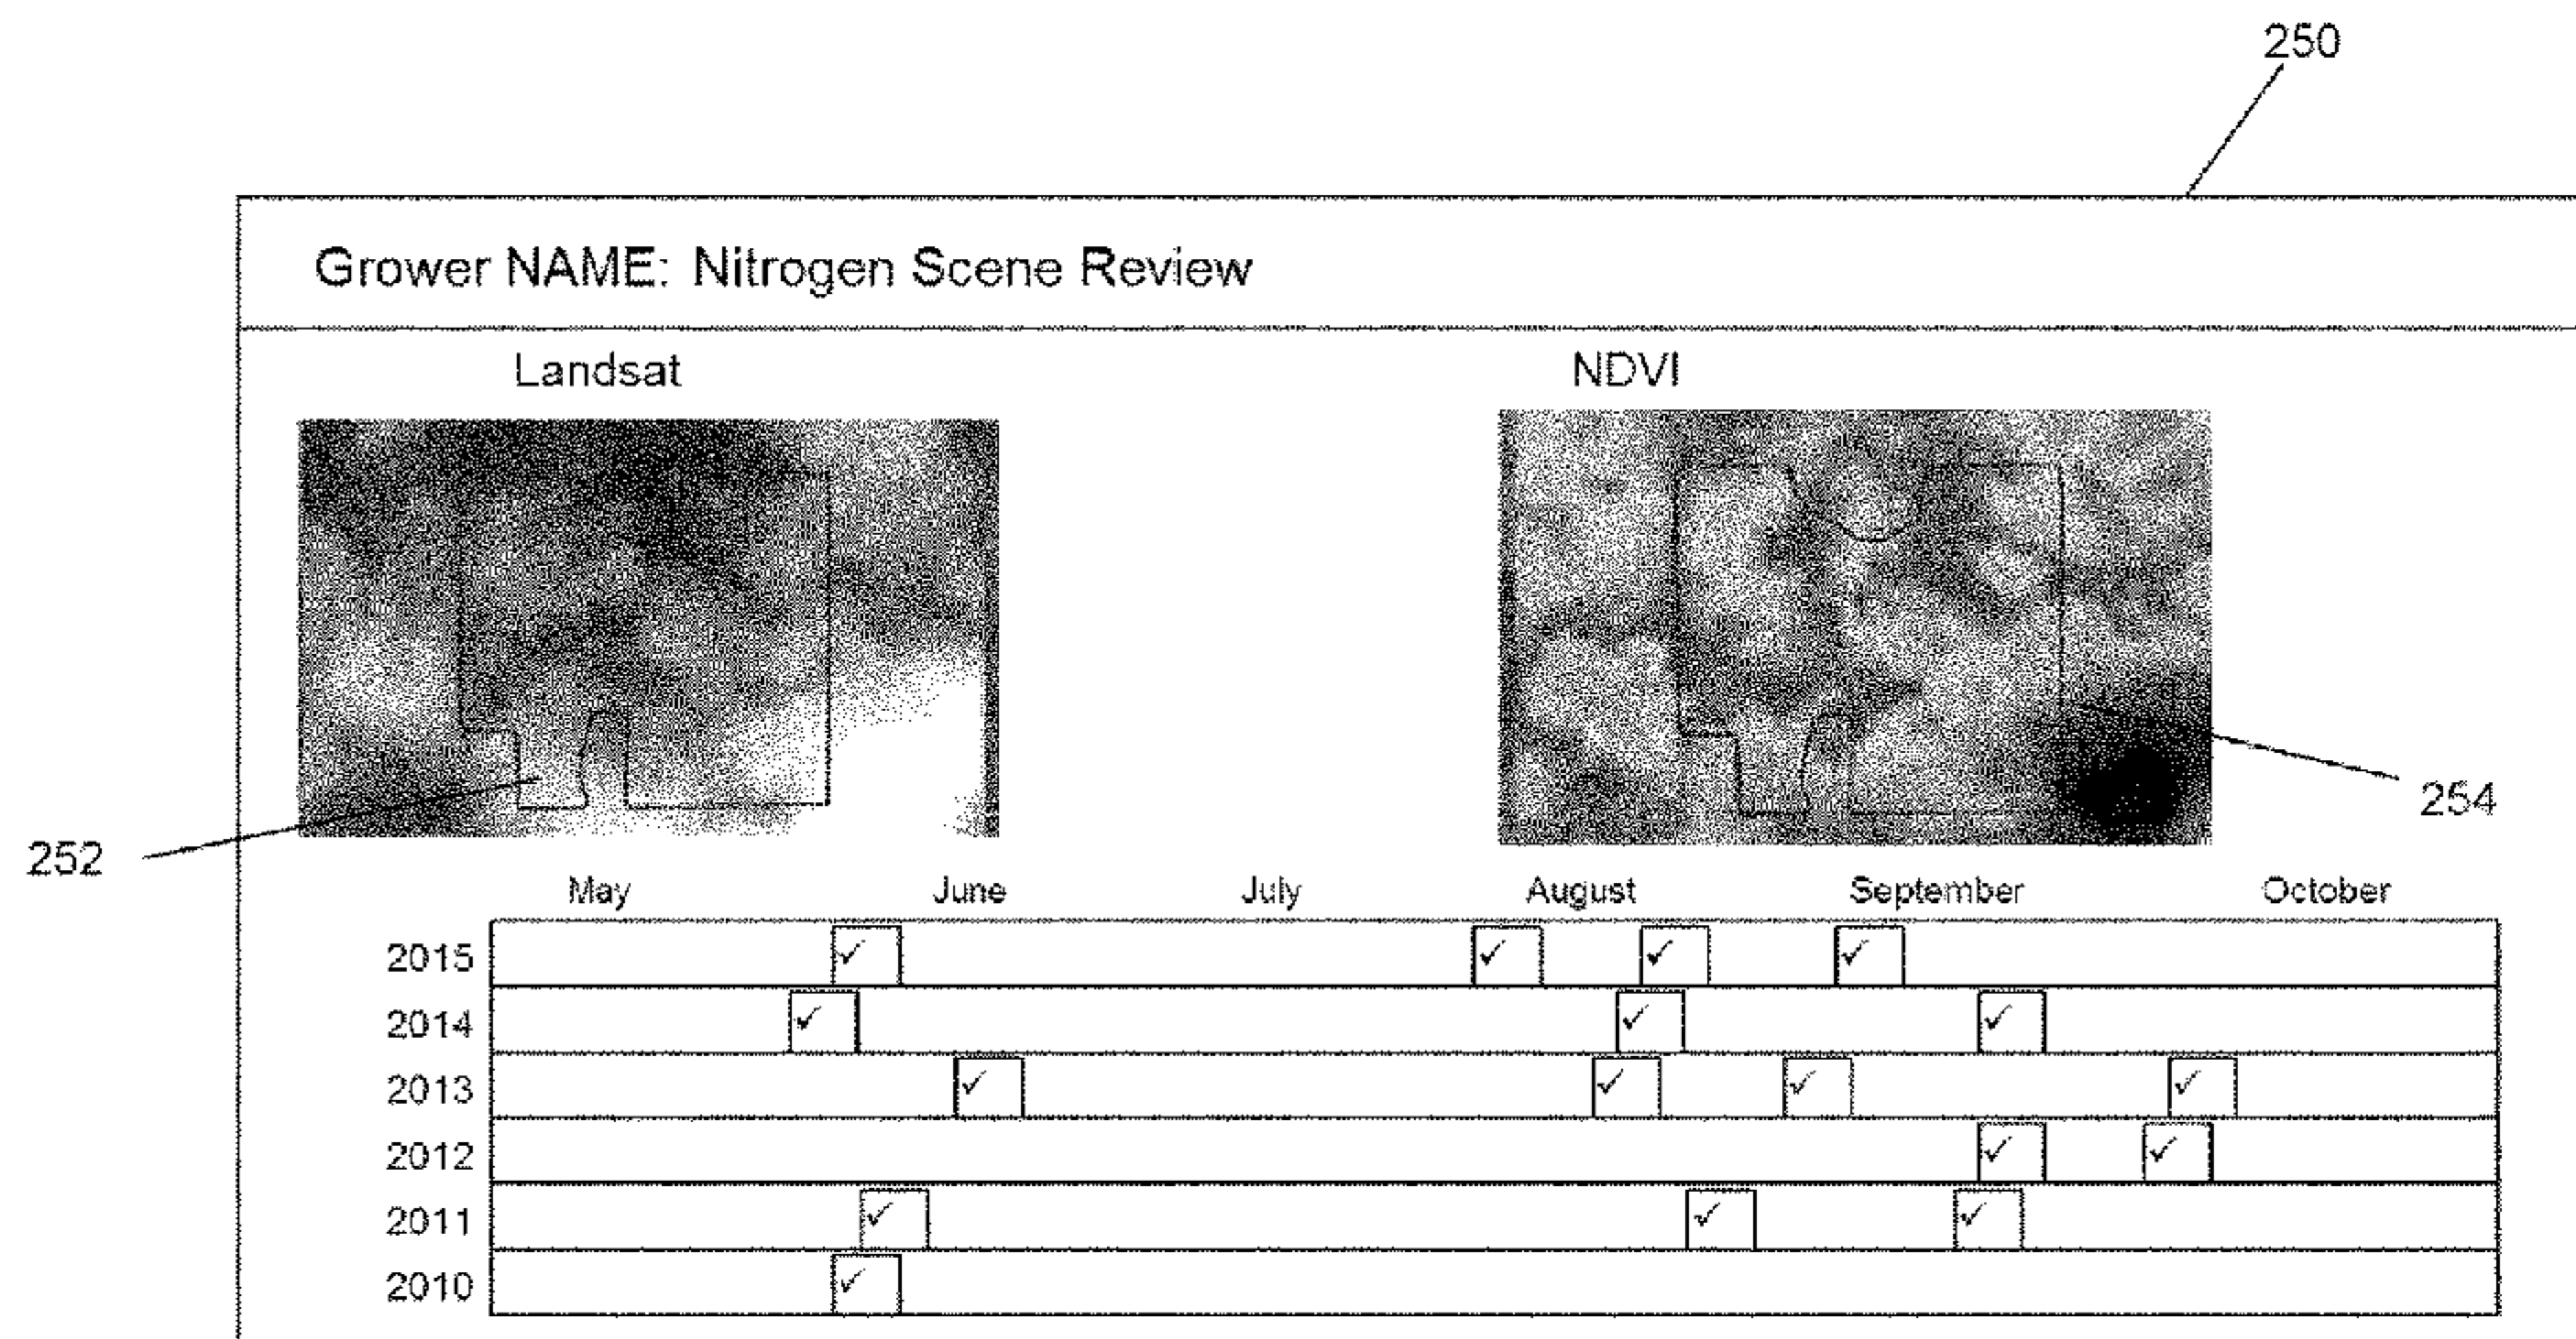 250
Grower NAME: Nitrogen Scene Review
Landsat NDVI
252
254
May June July August September October
2015 ✓ ✓ ✓ ✓
2014 ✓ ✓ ✓
2013 ✓ ✓ ✓ ✓
2012 ✓ ✓
2011 ✓ ✓ ✓
2010 ✓